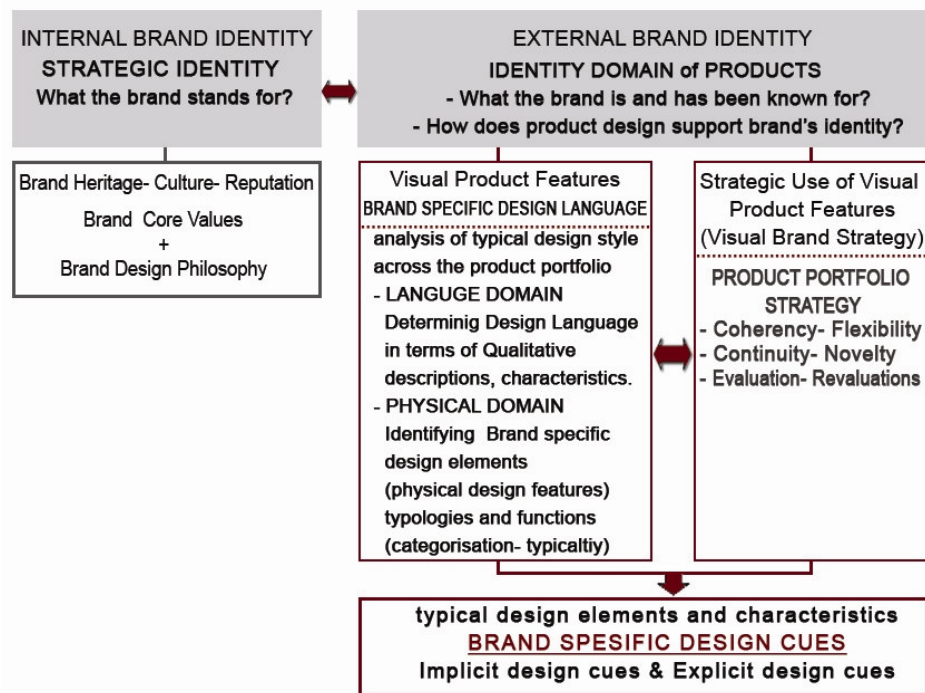 INTERNAL BRAND IDENTITY
STRATEGIC IDENTITY
What the brand stands for?
EXTERNAL BRAND IDENTITY
IDENTITY DOMAIN of PRODUCTS
- What the brand is and has been known for?
- How does product design support brand's identity?
Brand Heritage- Culture- Reputation
Brand Core Values
+
Brand Design Philosophy
Visual Product Features
BRAND SPECIFIC DESIGN LANGUAGE
analysis of typical design style
across the product portfolio
- LANGUGE DOMAIN
Determinig Design Language
in terms of Qualitative
descriptions, characteristics.
- PHYSICAL DOMAIN
Identifying Brand specific
design elements
(physical design features)
typologies and functions
(categorisation- typicaltiy)
Strategic Use of Visual
Product Features
(Visual Brand Strategy)
PRODUCT PORTFOLIO
STRATEGY
- Coherency- Flexibility
- Continuity- Novelty
- Evaluation- Revaluations
typical design elements and characteristics
BRAND SPESIFIC DESIGN CUES
Implicit design cues & Explicit design cues